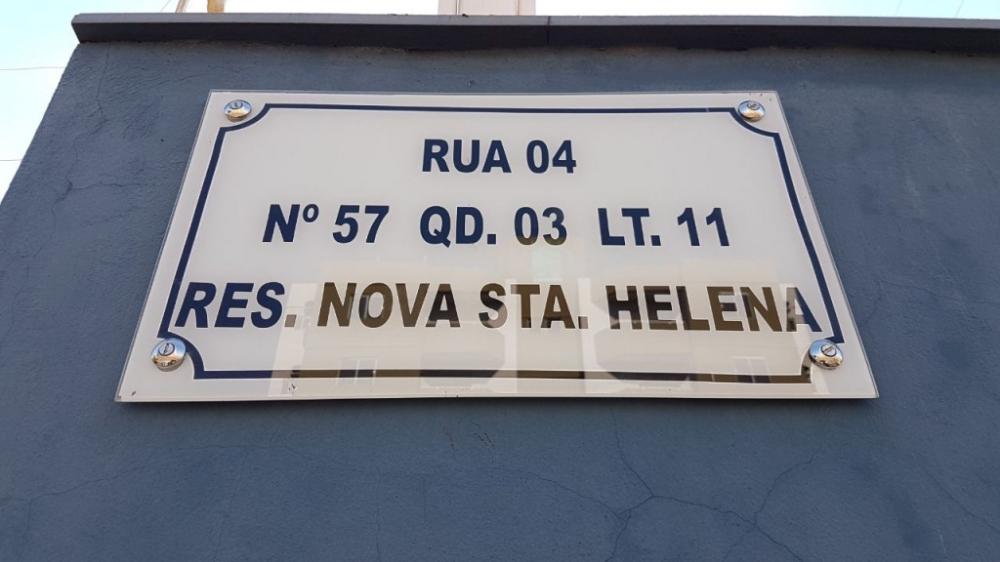 RUA 04
Nº 57 QD. 03 LT. 11
RES. NOVA STA. HELENA